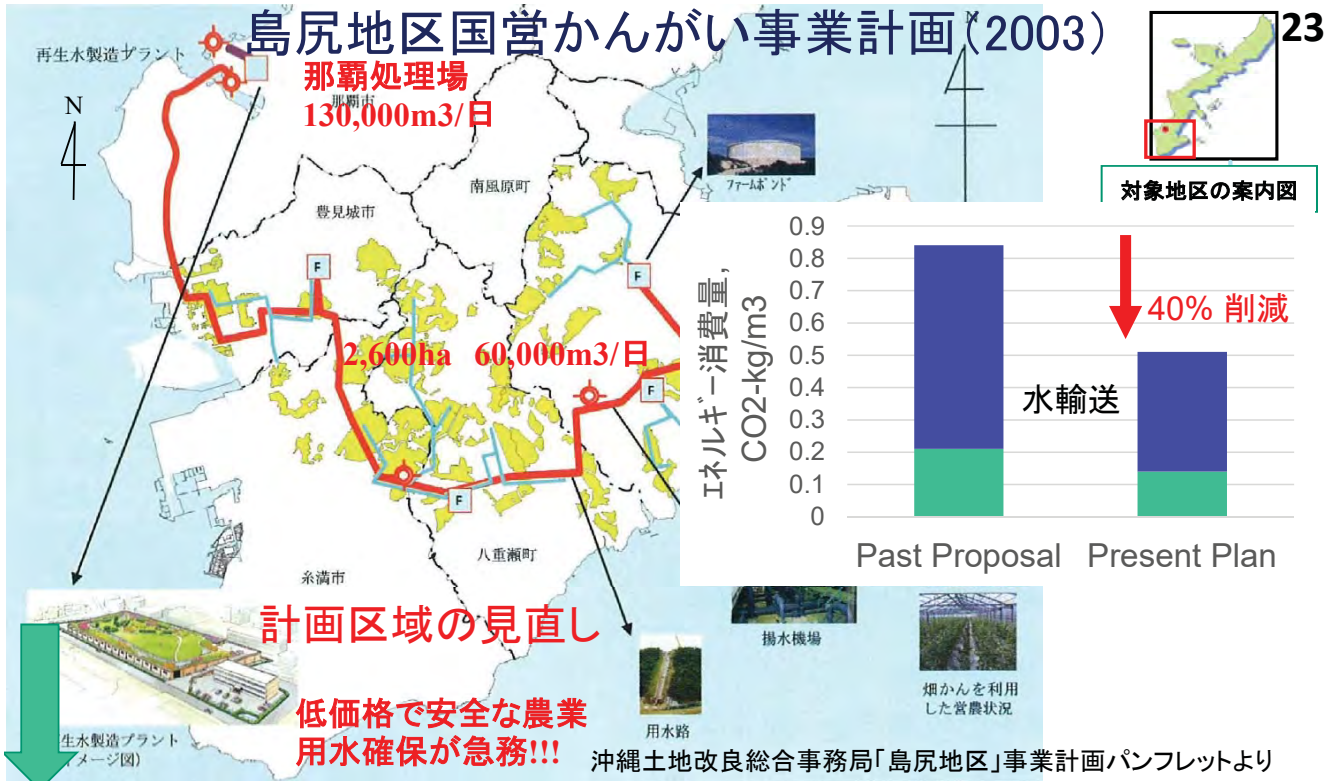 島尻地区国営かんがい事業計画(2003)
23
再生水製造プラント
那覇処理場
那覇市
130,000m3/日
N
N
南風原町
ファームポンド
対象地区の案内図
豊見城市
F
F
F
F
2,600ha 60,000m3/日
エネルギー消費量,
CO2-kg/m3
0.9
0.8
0.7
0.6
0.5
0.4
0.3
0.2
0.1
0
40% 削減
水輸送
Past Proposal Present Plan
八重瀬町
糸満市
計画区域の見直し
揚水機場
畑かんを利用
した営農状況
用水路
低価格で安全な農業
用水確保が急務!!!
生水製造プラント
メージ図)
沖縄土地改良総合事務局「島尻地区」事業計画パンフレットより